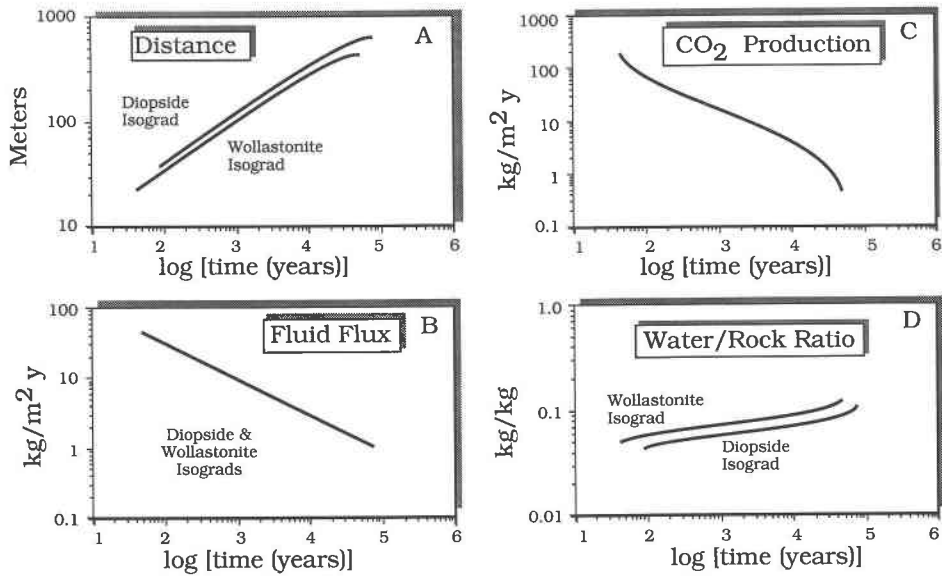 1000
100
10
Meters
Distance
A
Diopside
Isograd
Wollastonite
Isograd
1 2 3 4 5 6
log [time (years)]
1000
100
10
1
0.1
kg/m2 y
CO2 Production
C
1 2 3 4 5 6
log [time (years)]
100
10
1
0.1
kg/m2 y
Fluid Flux
B
Diopside &
Wollastonite
Isograds
1 2 3 4 5 6
log [time (years)]
1.0
0.1
0.01
kg/kg
Water/Rock Ratio
D
Wollastonite
Isograd
Diopside
Isograd
1 2 3 4 5 6
log [time (years)]